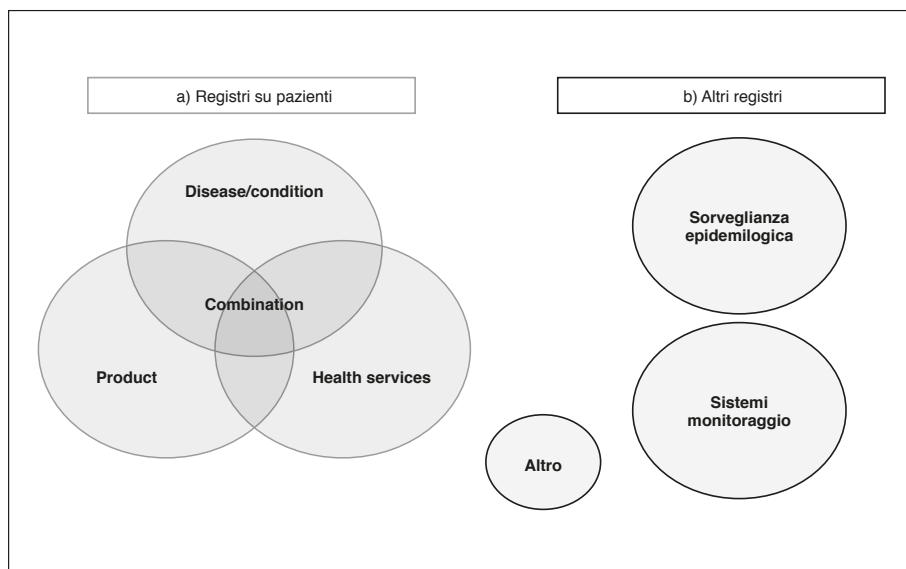 a) Registri su pazienti
Disease/condition
Combination
Product
Health services
b) Altri registri
Sorveglianza
epidemilogica
Sistemi
monitoraggio
Altro